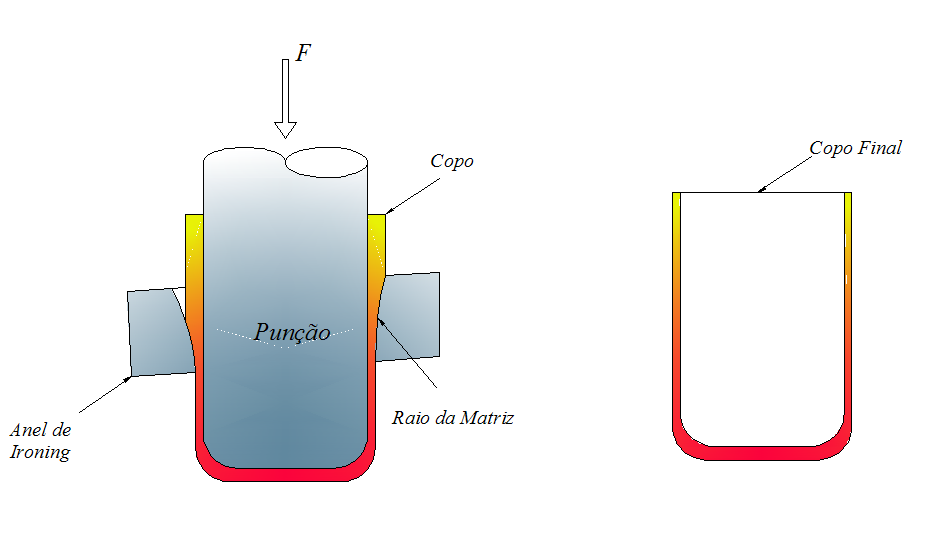 F
Copo
Copo Final
Punção
Raio da Matriz
Anel de
Ironing